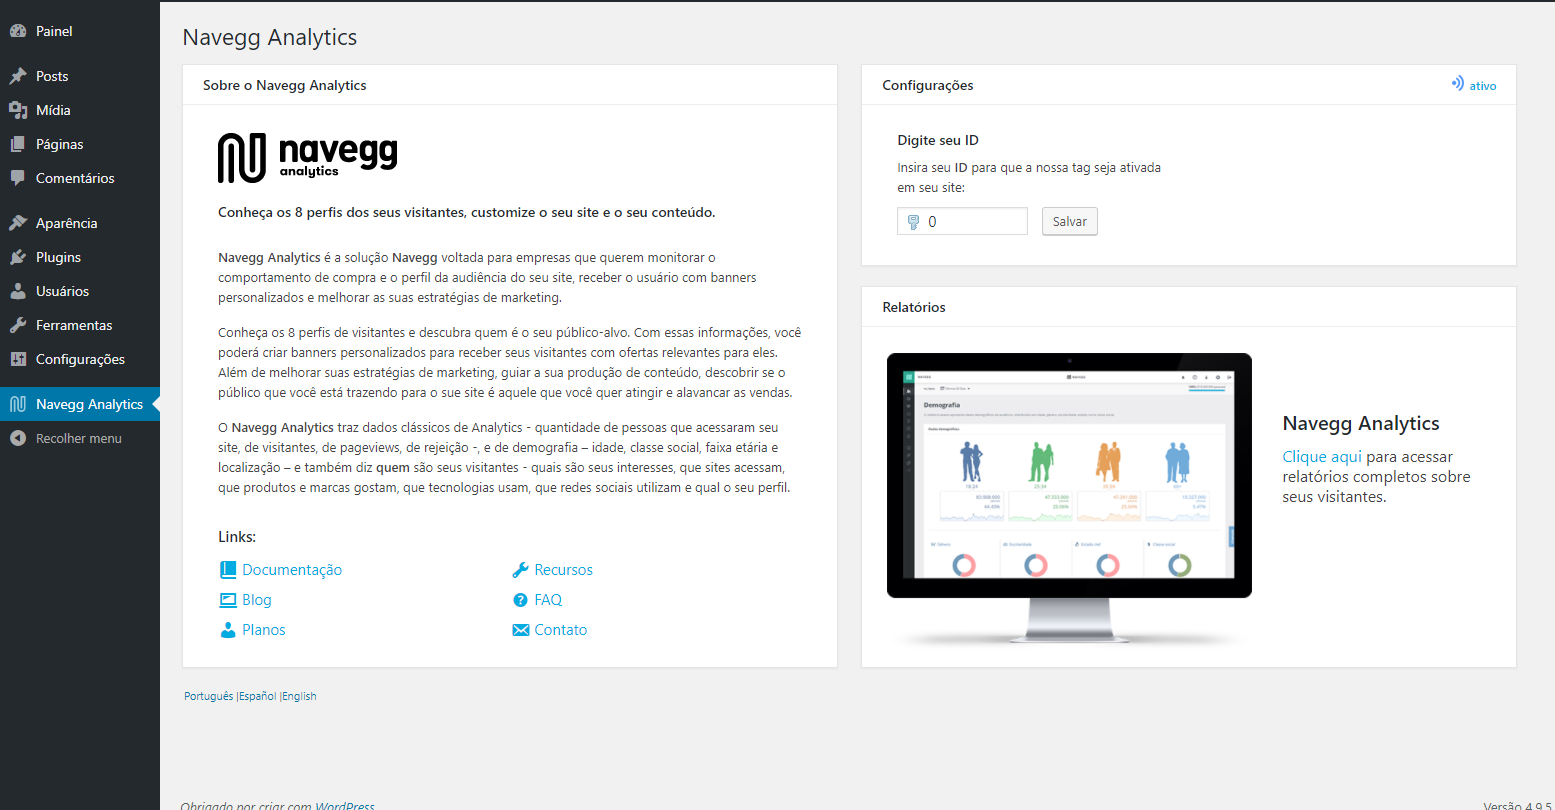 Painel
Posts
Mídia
Páginas
Comentários
Aparência
Plugins
Usuários
Ferramentas
Configurações
Navegg Analytics
Recolher menu
Navegg Analytics
Sobre o Navegg Analytics
navegg
analytics
Conheça os 8 perfis dos seus visitantes, customize o seu site e o seu conteúdo.
Navegg Analytics é a solução Navegg voltada para empresas que querem monitorar o
comportamento de compra e o perfil da audiência do seu site, receber o usuário com banners
personalizados e melhorar as suas estratégias de marketing.
Conheça os 8 perfis de visitantes e descubra quem é o seu público-alvo. Com essas informações, você
poderá criar banners personalizados para receber seus visitantes com ofertas relevantes para eles.
Além de melhorar suas estratégias de marketing, guiar a sua produção de conteúdo, descobrir se o
público que você está trazendo para o sue site é aquele que você quer atingir e alavancar as vendas.
O Navegg Analytics traz dados clássicos de Analytics - quantidade de pessoas que acessaram seu
site, de visitantes, de pageviews, de rejeição -, e de demografia – idade, classe social, faixa etária e
localização – e também diz quem são seus visitantes - quais são seus interesses, que sites acessam,
que produtos e marcas gostam, que tecnologias usam, que redes sociais utilizam e qual o seu perfil.
Links:
Documentação
Recursos
Blog
FAQ
Planos
Contato
Português |Español |English
Configurações
ativo
Digite seu ID
Insira seu ID para que a nossa tag seja ativada
em seu site:
0
Salvar
Relatórios
Demografia
Navegg Analytics
Clique aqui para acessar
relatórios completos sobre
seus visitantes.
Obrigado por criar com WordPress
Versão 4.9.5